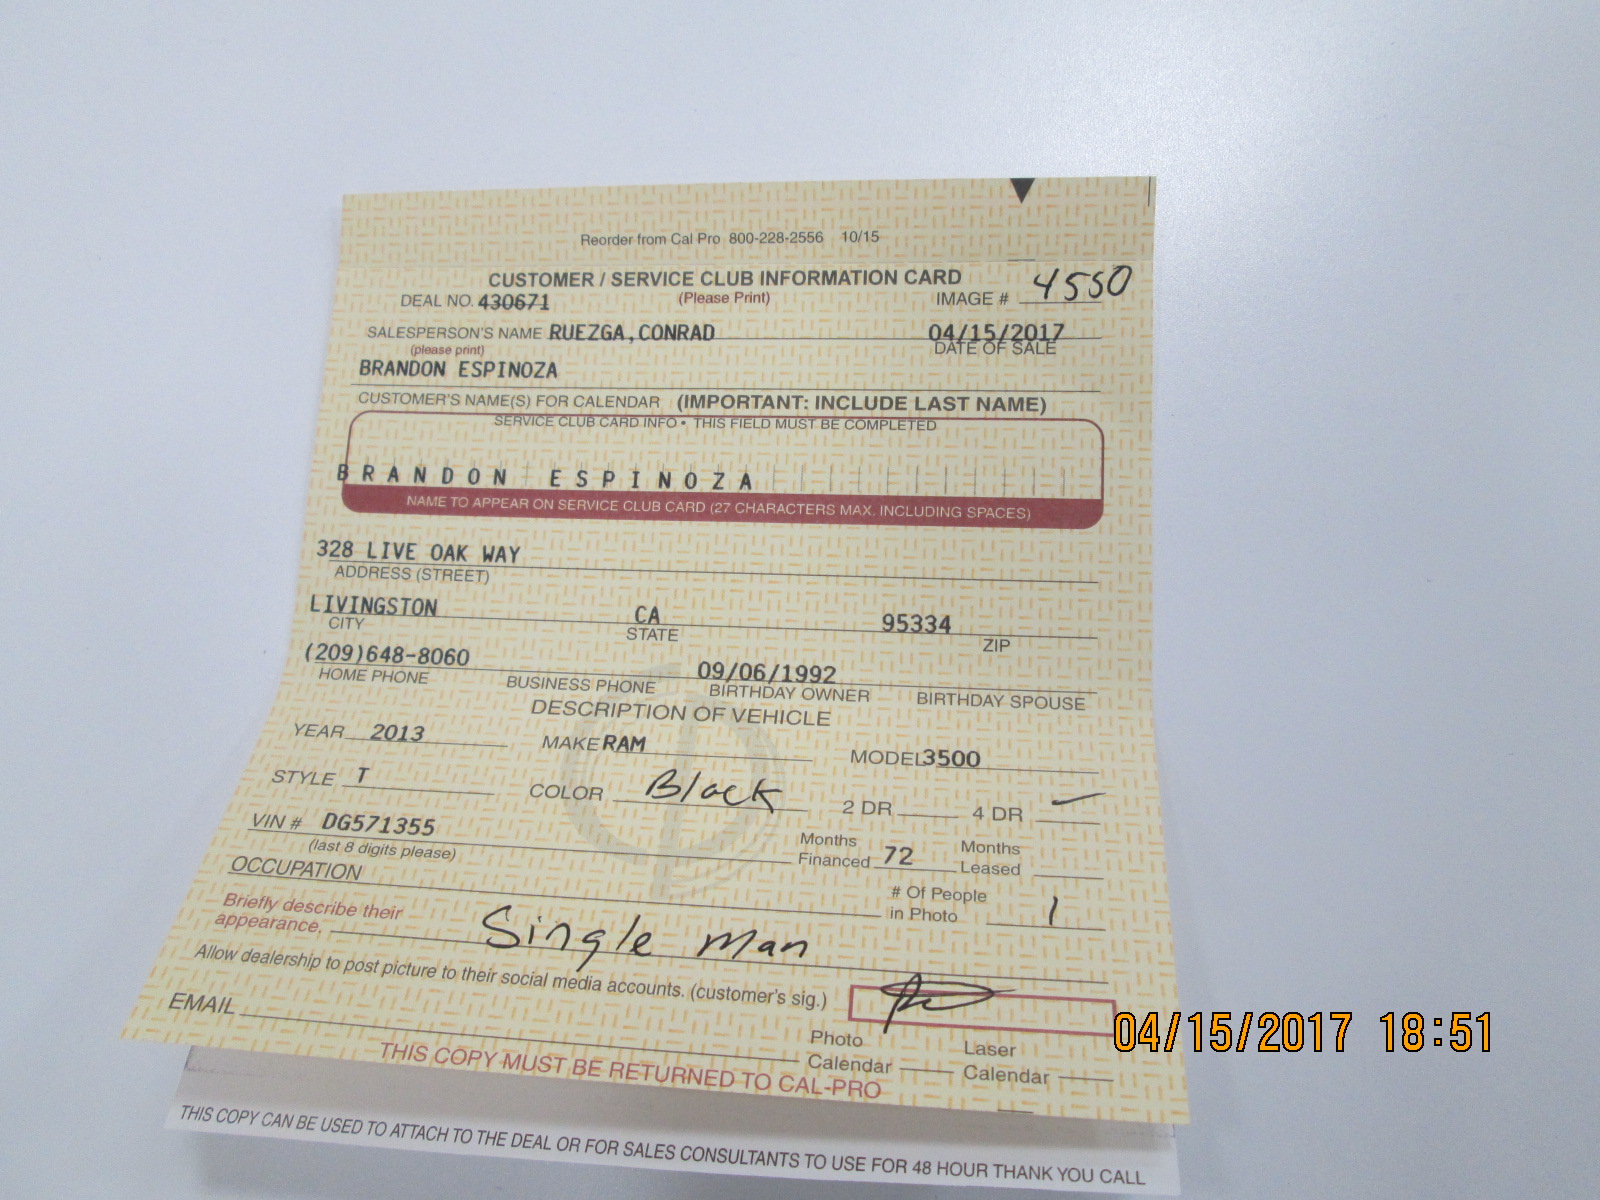 Reorder from Cal Pro 800-228-2556 10/15
CUSTOMER / SERVICE CLUB INFORMATION CARD
DEAL NO. 430671 (Please Print) IMAGE # 4550
SALESPERSON'S NAME RUEZGA,CONRAD 04/15/2017
(please print) DATE OF SALE
BRANDON ESPINOZA
CUSTOMER'S NAME(S) FOR CALENDAR (IMPORTANT: INCLUDE LAST NAME)
SERVICE CLUB CARD INFO • THIS FIELD MUST BE COMPLETED
BRANDON ESPINOZA
NAME TO APPEAR ON SERVICE CLUB CARD (27 CHARACTERS MAX. INCLUDING SPACES)
328 LIVE OAK WAY
ADDRESS (STREET)
LIVINGSTON CA 95334
CITY STATE ZIP
(209)648-8060 09/06/1992
HOME PHONE BUSINESS PHONE BIRTHDAY OWNER BIRTHDAY SPOUSE
DESCRIPTION OF VEHICLE
YEAR 2013 MAKE RAM MODEL 3500
STYLE T COLOR Black 2 DR 4 DR
VIN # DG571355 Months Financed 72 Months Leased
(last 8 digits please)
OCCUPATION # Of People in Photo 1
Briefly describe their appearance. Single Man
Allow dealership to post picture to their social media accounts. (customer's sig.)
EMAIL Photo Calendar Laser Calendar
THIS COPY MUST BE RETURNED TO CAL-PRO
THIS COPY CAN BE USED TO ATTACH TO THE DEAL OR FOR SALES CONSULTANTS TO USE FOR 48 HOUR THANK YOU CALL
04/15/2017 18:51